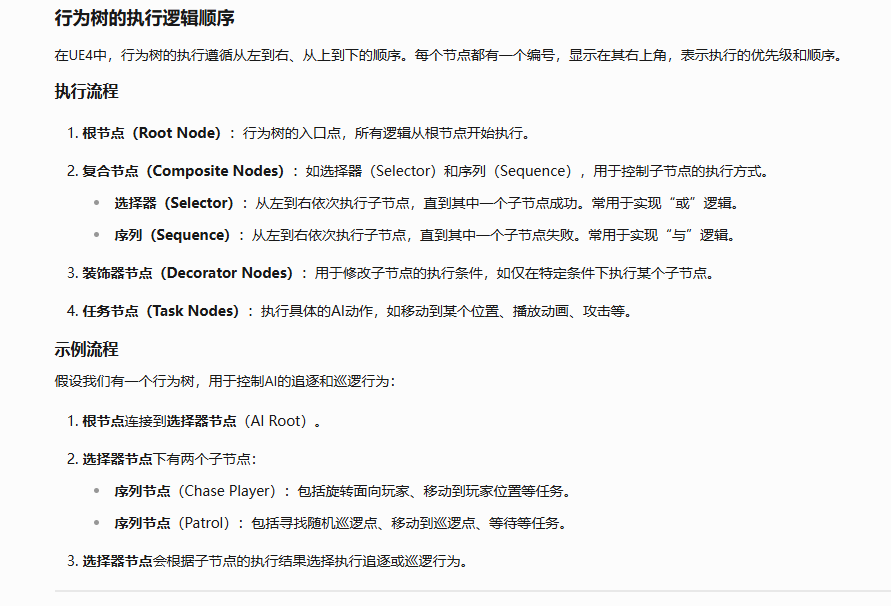 行为树的执行逻辑顺序
在UE4中，行为树的执行遵循从左到右、从上到下的顺序。每个节点都有一个编号，显示在其右上角，表示执行的优先级和顺序。
执行流程
1. 根节点（Root Node）：行为树的入口点，所有逻辑从根节点开始执行。
2. 复合节点（Composite Nodes）：如选择器（Selector）和序列（Sequence），用于控制子节点的执行方式。
• 选择器（Selector）：从左到右依次执行子节点，直到其中一个子节点成功。常用于实现“或”逻辑。
• 序列（Sequence）：从左到右依次执行子节点，直到其中一个子节点失败。常用于实现“与”逻辑。
3. 装饰器节点（Decorator Nodes）：用于修改子节点的执行条件，如仅在特定条件下执行某个子节点。
4. 任务节点（Task Nodes）：执行具体的AI动作，如移动到某个位置、播放动画、攻击等。
示例流程
假设我们有一个行为树，用于控制AI的追逐和巡逻行为：
1. 根节点连接到选择器节点（AI Root）。
2. 选择器节点下有两个子节点：
• 序列节点（Chase Player）：包括旋转面向玩家、移动到玩家位置等任务。
• 序列节点（Patrol）：包括寻找随机巡逻点、移动到巡逻点、等待等任务。
3. 选择器节点会根据子节点的执行结果选择执行追逐或巡逻行为。